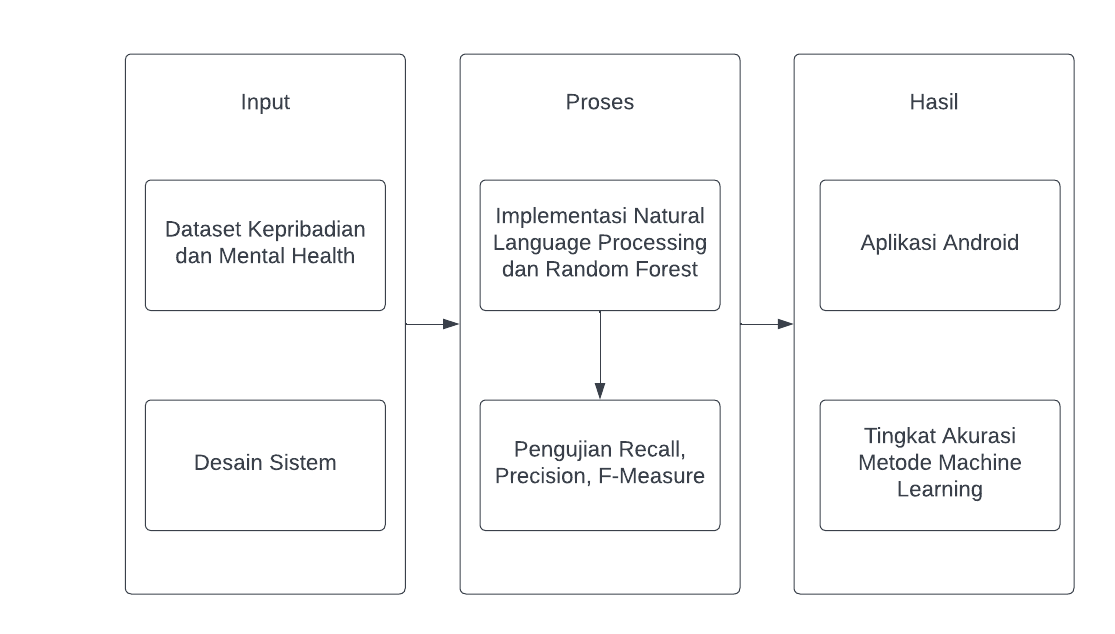 Input
Dataset Kepribadian
dan Mental Health
Desain Sistem
Proses
Implementasi Natural
Language Processing
dan Random Forest
Pengujian Recall,
Precision, F-Measure
Hasil
Aplikasi Android
Tingkat Akurasi
Metode Machine
Learning